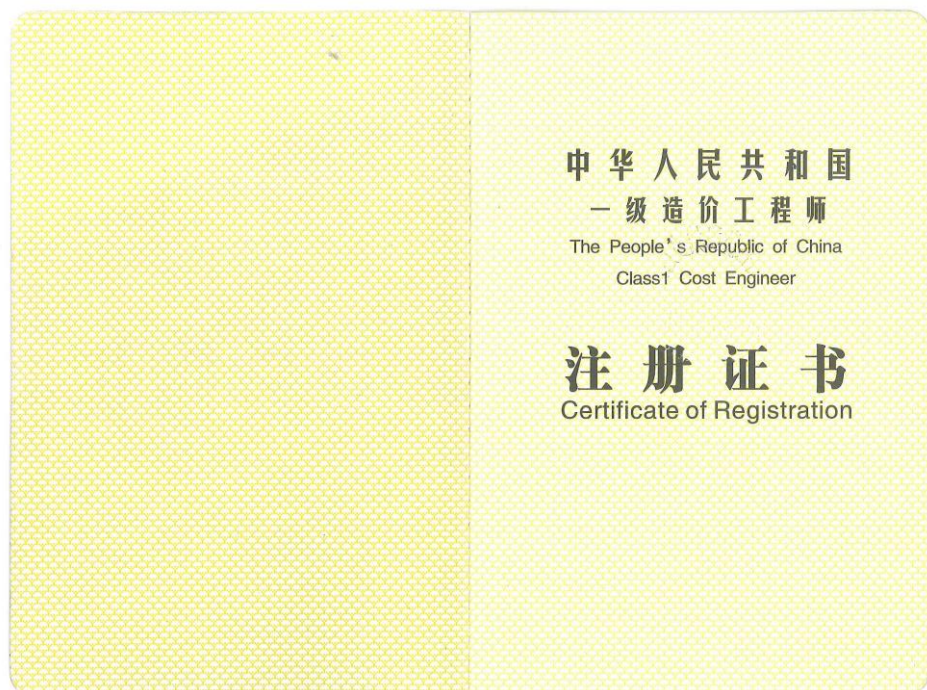 中华人民共和国
一级造价工程师
The People's Republic of China
Class1 Cost Engineer
注册证书
Certificate of Registration